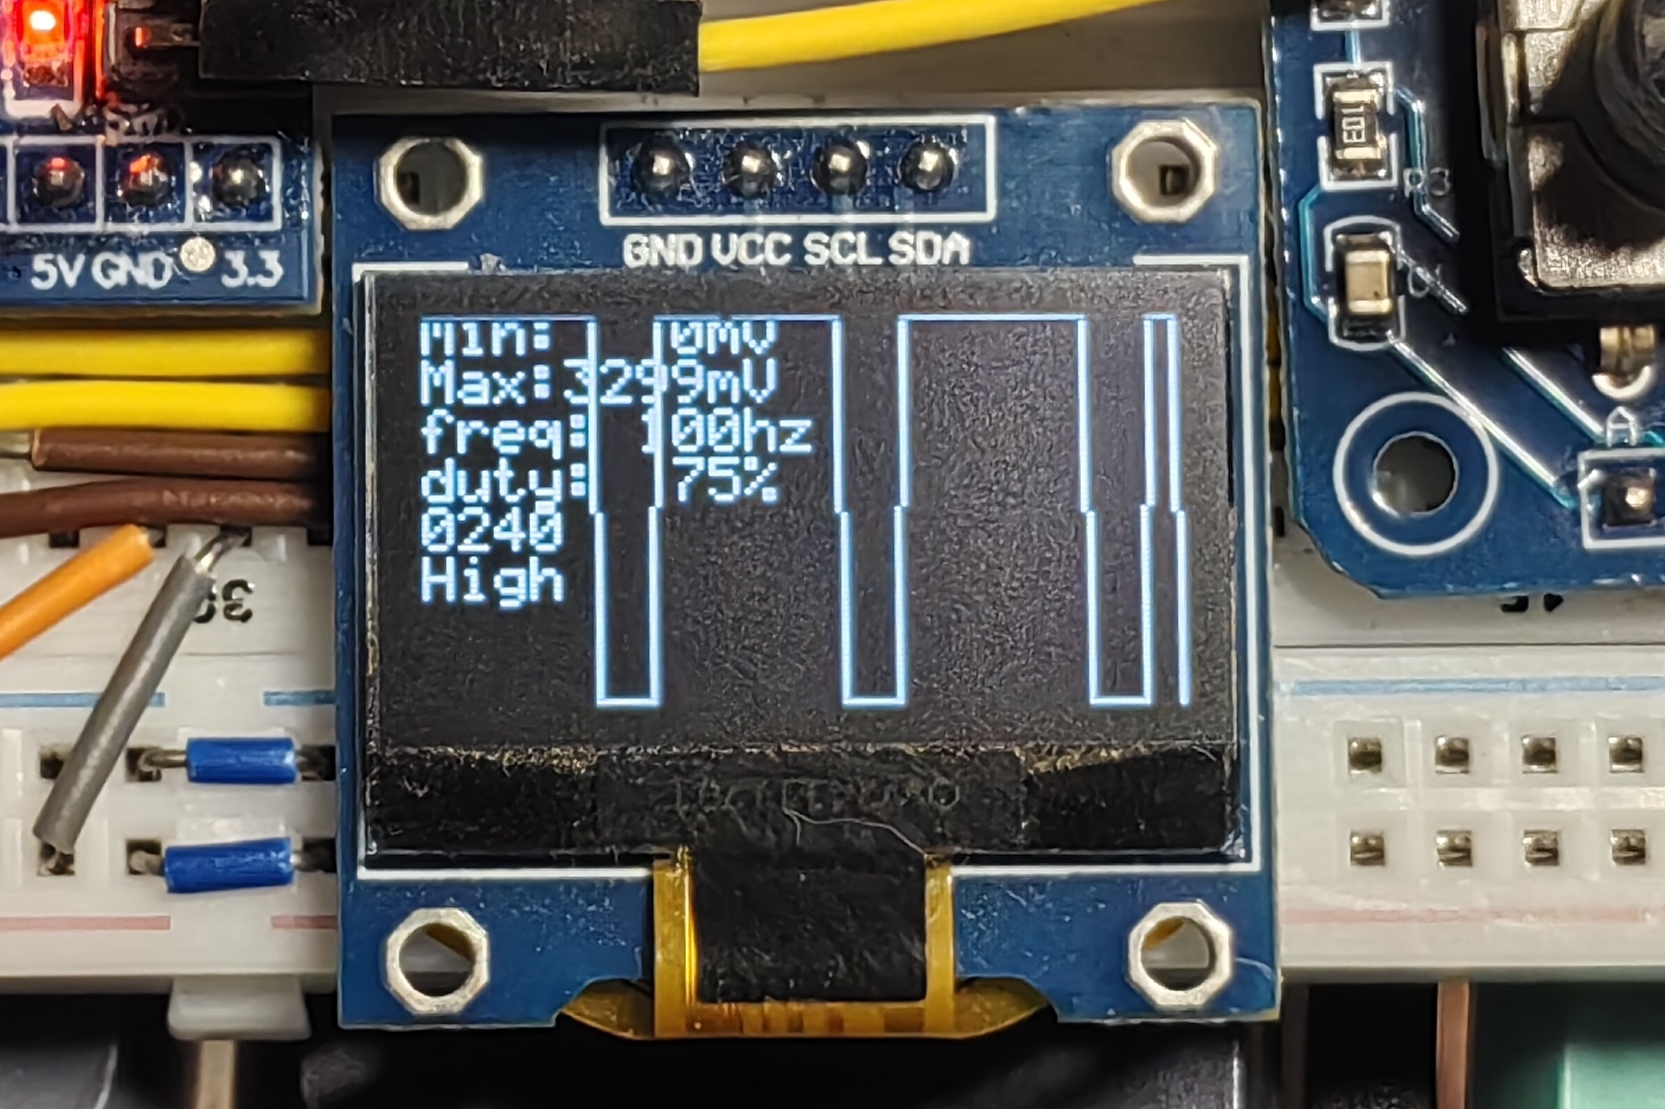 5V GND 3.3
GND VCC SCL SDA
Min: 0mV
Max:3299mV
freq: 100hz
duty: 75%
0240
High
30
R3